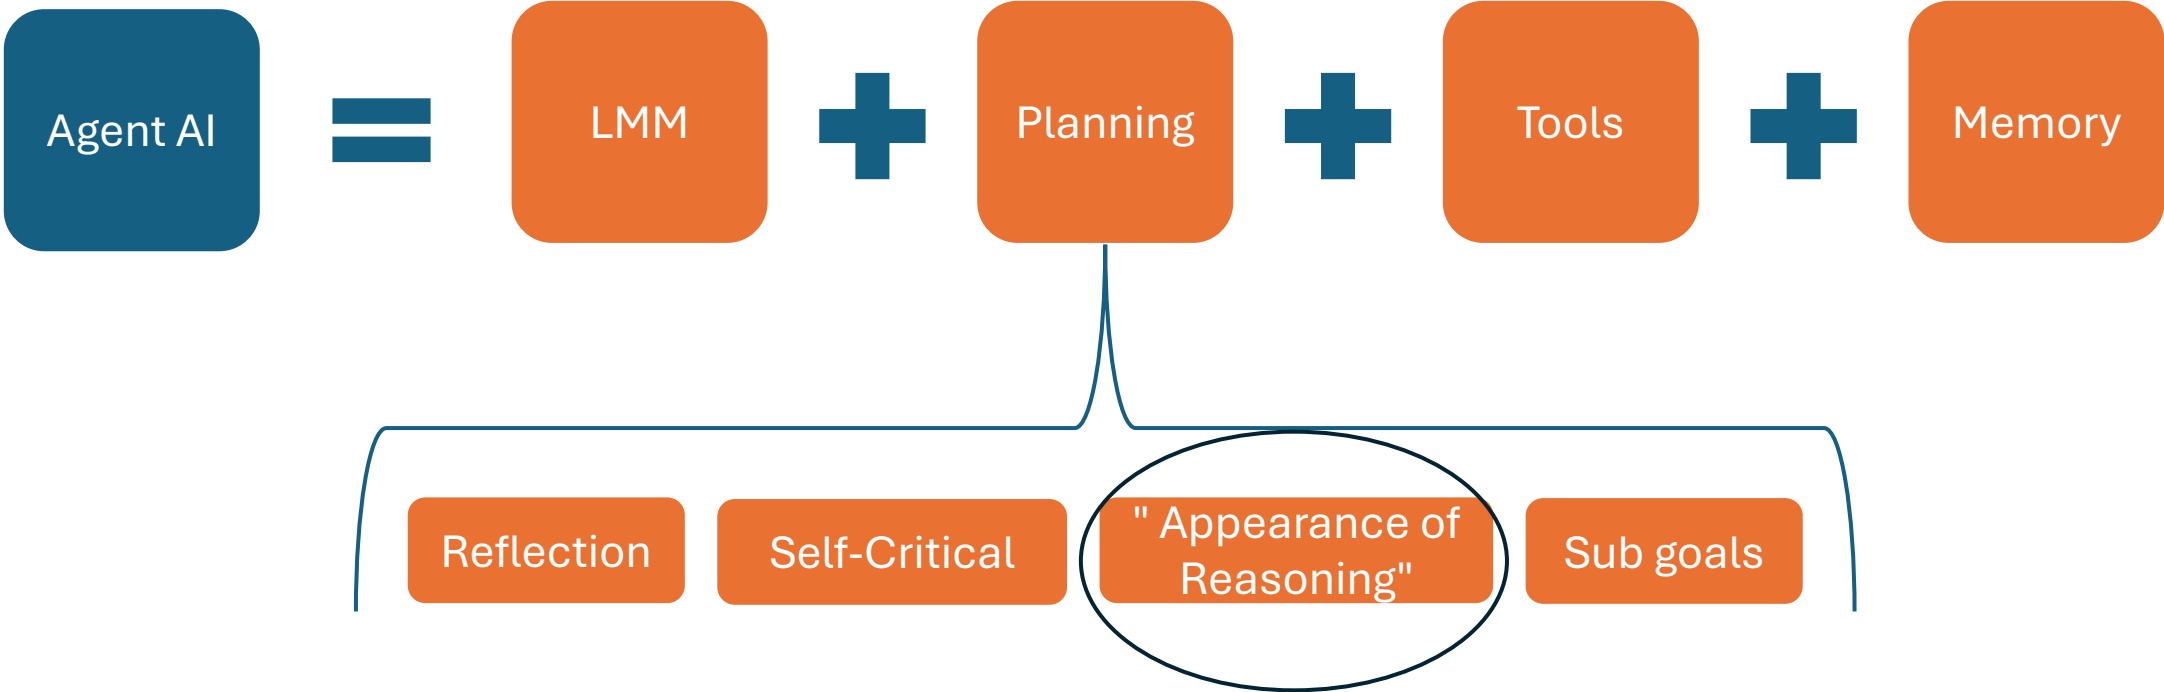 Agent AI
LMM
Planning
Tools
Memory
Reflection
Self-Critical
" Appearance of
Reasoning"
Sub goals